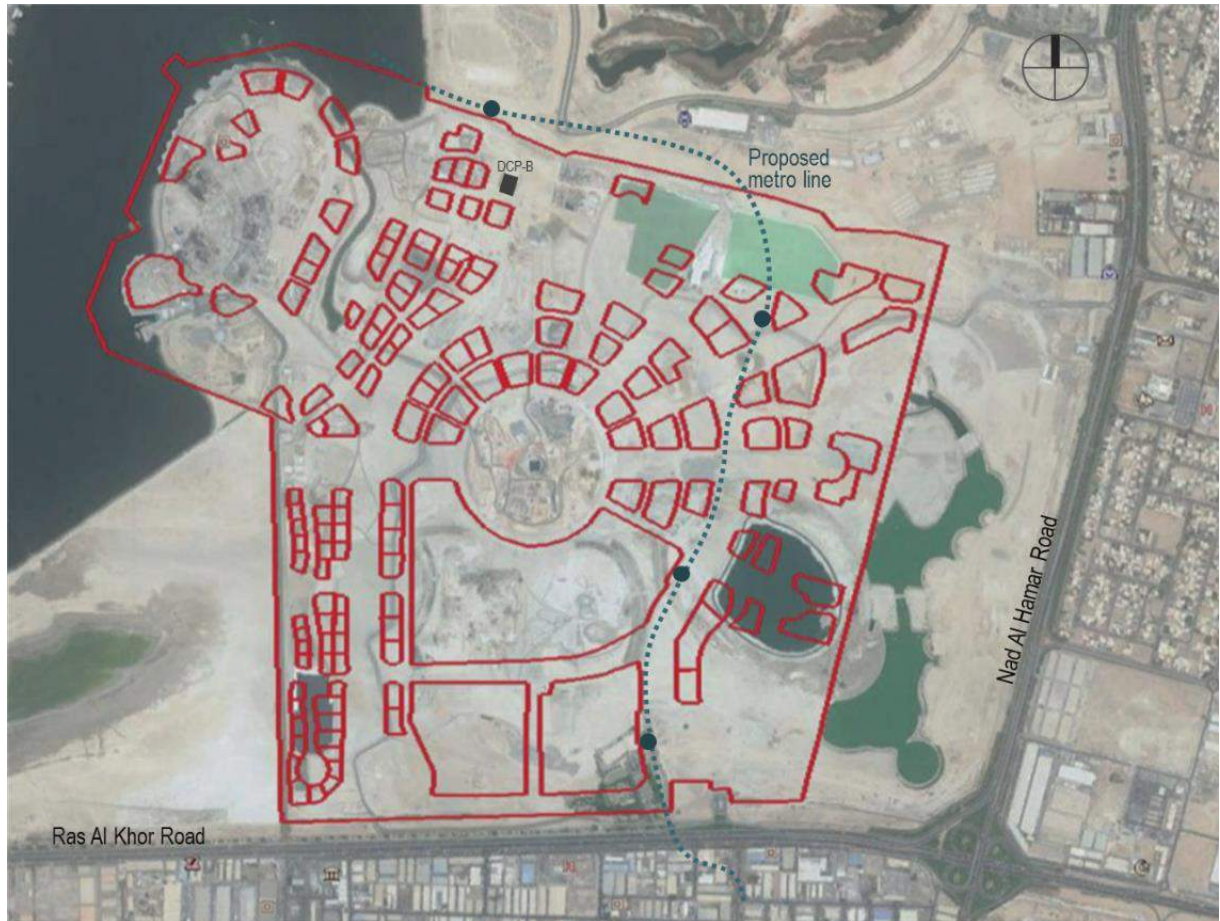 DCP-B
Proposed
metro line
Nad Al Hamar Road
Ras Al Khor Road